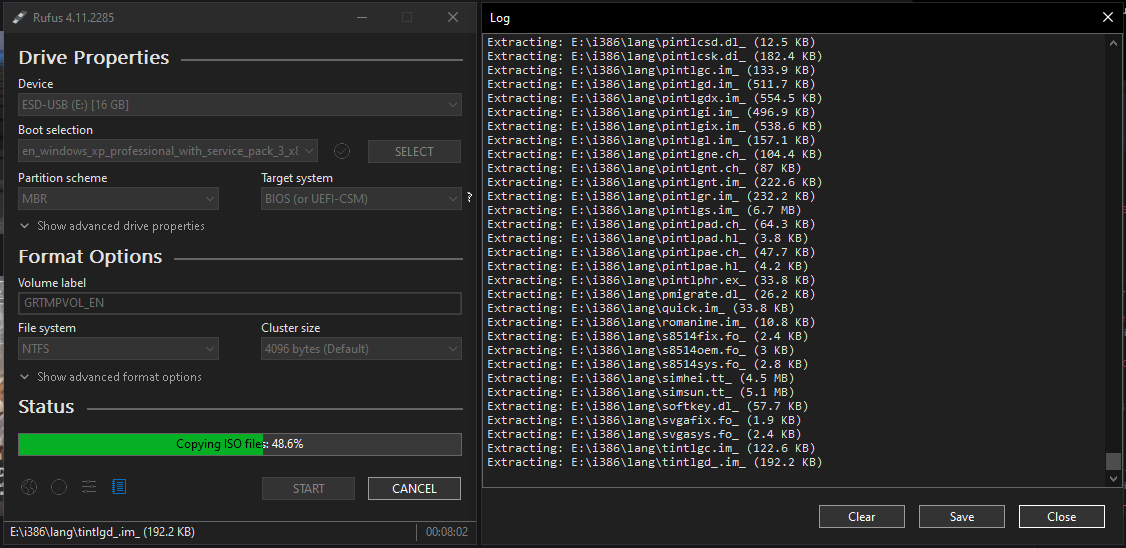 Rufus 4.11.2285
Drive Properties
Device
ESD-USB (E:) [16 GB]
Boot selection
en_windows_xp_professional_with_service_pack_3_x8
SELECT
Partition scheme
Target system
MBR
BIOS (or UEFI-CSM)
?
Show advanced drive properties
Format Options
Volume label
GRTMPVOL_EN
File system
Cluster size
NTFS
4096 bytes (Default)
Show advanced format options
Status
Copying ISO files: 48.6%
START
CANCEL
E:\i386\lang\tintlgd_.im_ (192.2 KB)
00:08:02
Log
Extracting: E:\i386\lang\pintlcsd.dl_ (12.5 KB)
Extracting: E:\i386\lang\pintlcsk.di_ (182.4 KB)
Extracting: E:\i386\lang\pintlgc.im_ (133.9 KB)
Extracting: E:\i386\lang\pintlgd.im_ (511.7 KB)
Extracting: E:\i386\lang\pintlgdx.im_ (554.5 KB)
Extracting: E:\i386\lang\pintlgi.im_ (496.9 KB)
Extracting: E:\i386\lang\pintlgix.im_ (538.6 KB)
Extracting: E:\i386\lang\pintlgl.im_ (157.1 KB)
Extracting: E:\i386\lang\pintlgne.ch_ (104.4 KB)
Extracting: E:\i386\lang\pintlgnt.ch_ (87 KB)
Extracting: E:\i386\lang\pintlgnt.im_ (222.6 KB)
Extracting: E:\i386\lang\pintlgr.im_ (232.2 KB)
Extracting: E:\i386\lang\pintlgs.im_ (6.7 MB)
Extracting: E:\i386\lang\pintlpad.ch_ (64.3 KB)
Extracting: E:\i386\lang\pintlpad.hl_ (3.8 KB)
Extracting: E:\i386\lang\pintlpae.ch_ (47.7 KB)
Extracting: E:\i386\lang\pintlpae.hl_ (4.2 KB)
Extracting: E:\i386\lang\pintlphr.ex_ (33.8 KB)
Extracting: E:\i386\lang\pmigrate.dl_ (26.2 KB)
Extracting: E:\i386\lang\quick.im_ (33.8 KB)
Extracting: E:\i386\lang\romanime.im_ (10.8 KB)
Extracting: E:\i386\lang\s8514fix.fo_ (2.4 KB)
Extracting: E:\i386\lang\s8514oem.fo_ (3 KB)
Extracting: E:\i386\lang\s8514sys.fo_ (2.8 KB)
Extracting: E:\i386\lang\simhei.tt_ (4.5 MB)
Extracting: E:\i386\lang\simsun.tt_ (5.1 MB)
Extracting: E:\i386\lang\softkey.dl_ (57.7 KB)
Extracting: E:\i386\lang\svgafix.fo_ (1.9 KB)
Extracting: E:\i386\lang\svgasys.fo_ (2.4 KB)
Extracting: E:\i386\lang\tintlgc.im_ (122.6 KB)
Extracting: E:\i386\lang\tintlgd_.im_ (192.2 KB)
Clear
Save
Close